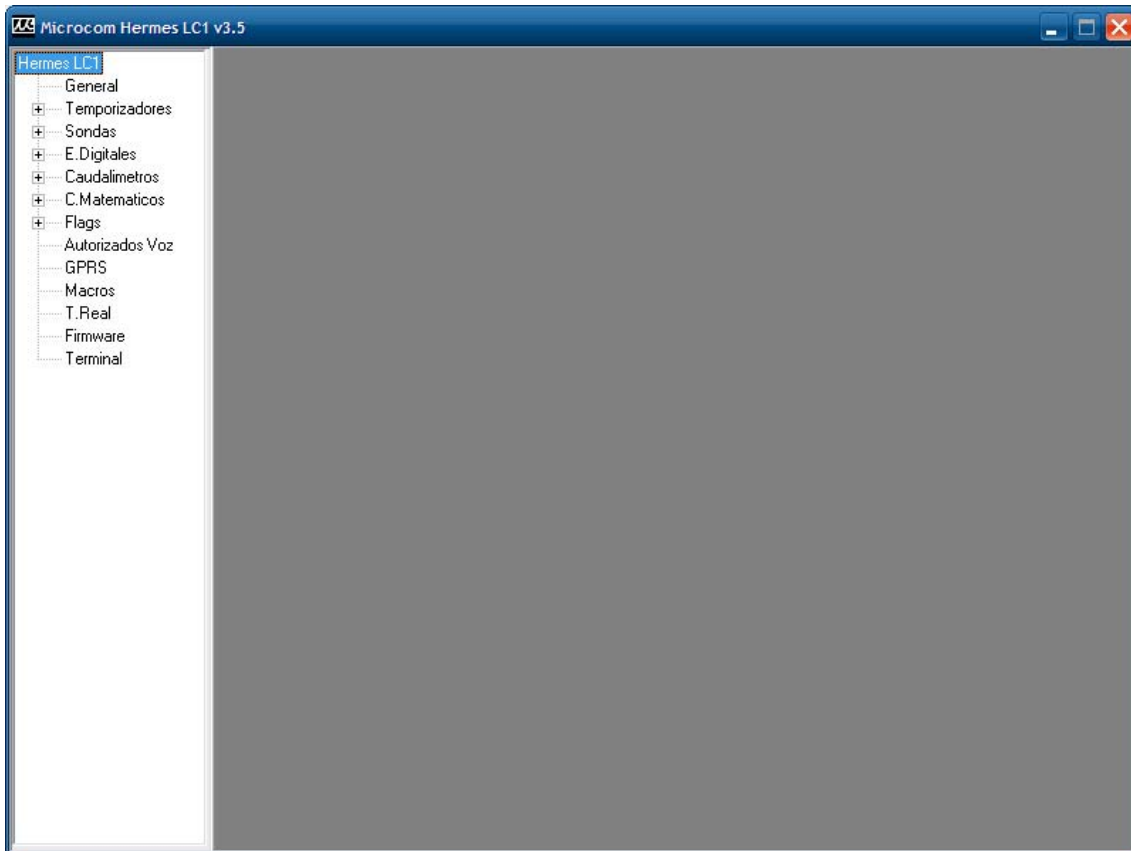 Microcom Hermes LC1 v3.5
Hermes LC1
General
Temporizadores
Sondas
E.Digitales
Caudalimetros
C.Matematicos
Flags
Autorizados Voz
GPRS
Macros
T.Real
Firmware
Terminal